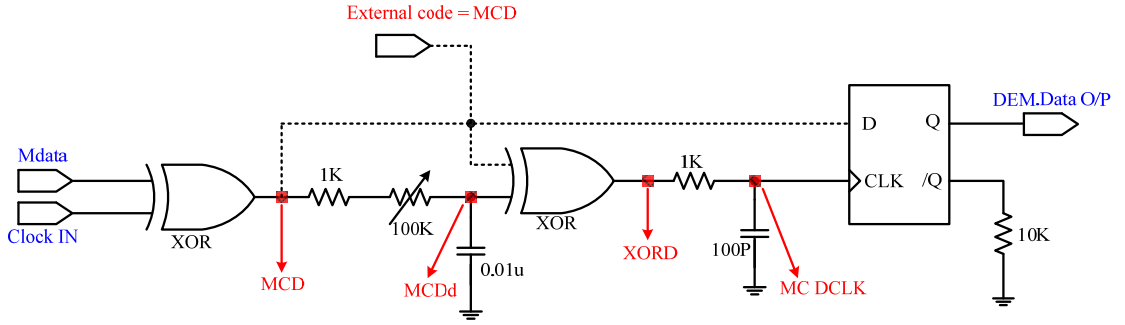 External code = MCD
DEM.Data O/P
D
Q
Mdata
1K
1K
CLK
/Q
Clock IN
XOR
100K
XOR
100P
10K
XORD
0.01u
MCD
MCDd
MC DCLK